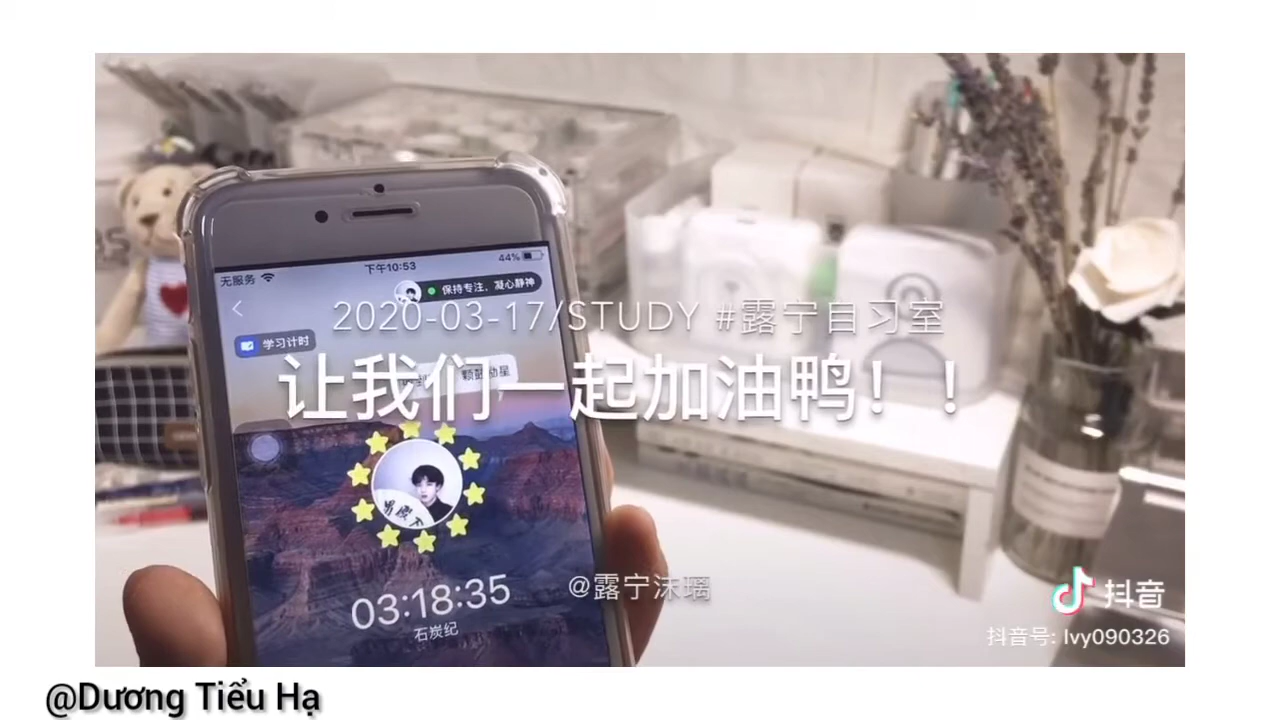 无服务
下午10:53
44%
保持专注、凝心静神
2020-03-17/STUDY #露宁自习室
学习计时
让我们一起加油鸭！！
03:18:35
石炭纪
@露宁沫璃
抖音
抖音号: lvy090326
@Dương Tiểu Hạ